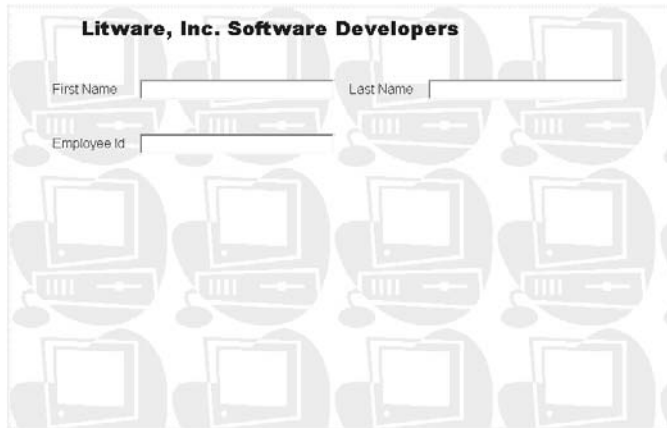 Litware, Inc. Software Developers
First Name Last Name
Employee Id